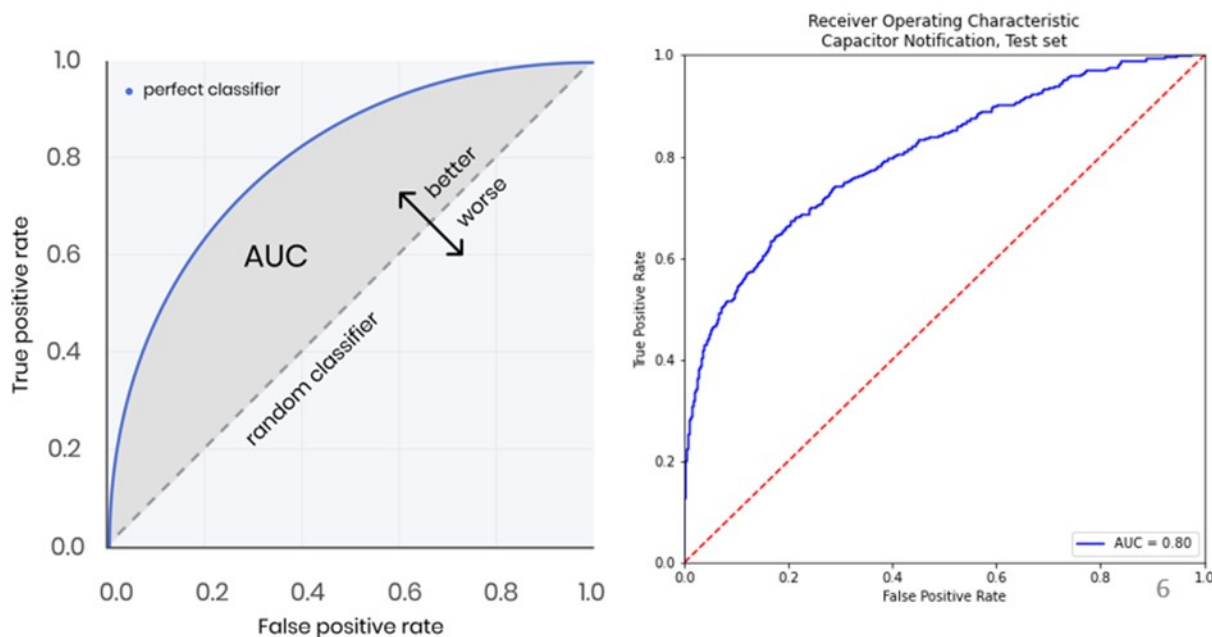 1.0
0.8
0.6
0.4
0.2
0.0
True positive rate
perfect classifier
AUC
better
worse
random classifier
0.0 0.2 0.4 0.6 0.8 1.0
False positive rate
Receiver Operating Characteristic
Capacitor Notification, Test set
1.0
0.8
0.6
0.4
0.2
0.0
True Positive Rate
AUC = 0.80
0.0 0.2 0.4 0.6 0.8 1.0
False Positive Rate
6